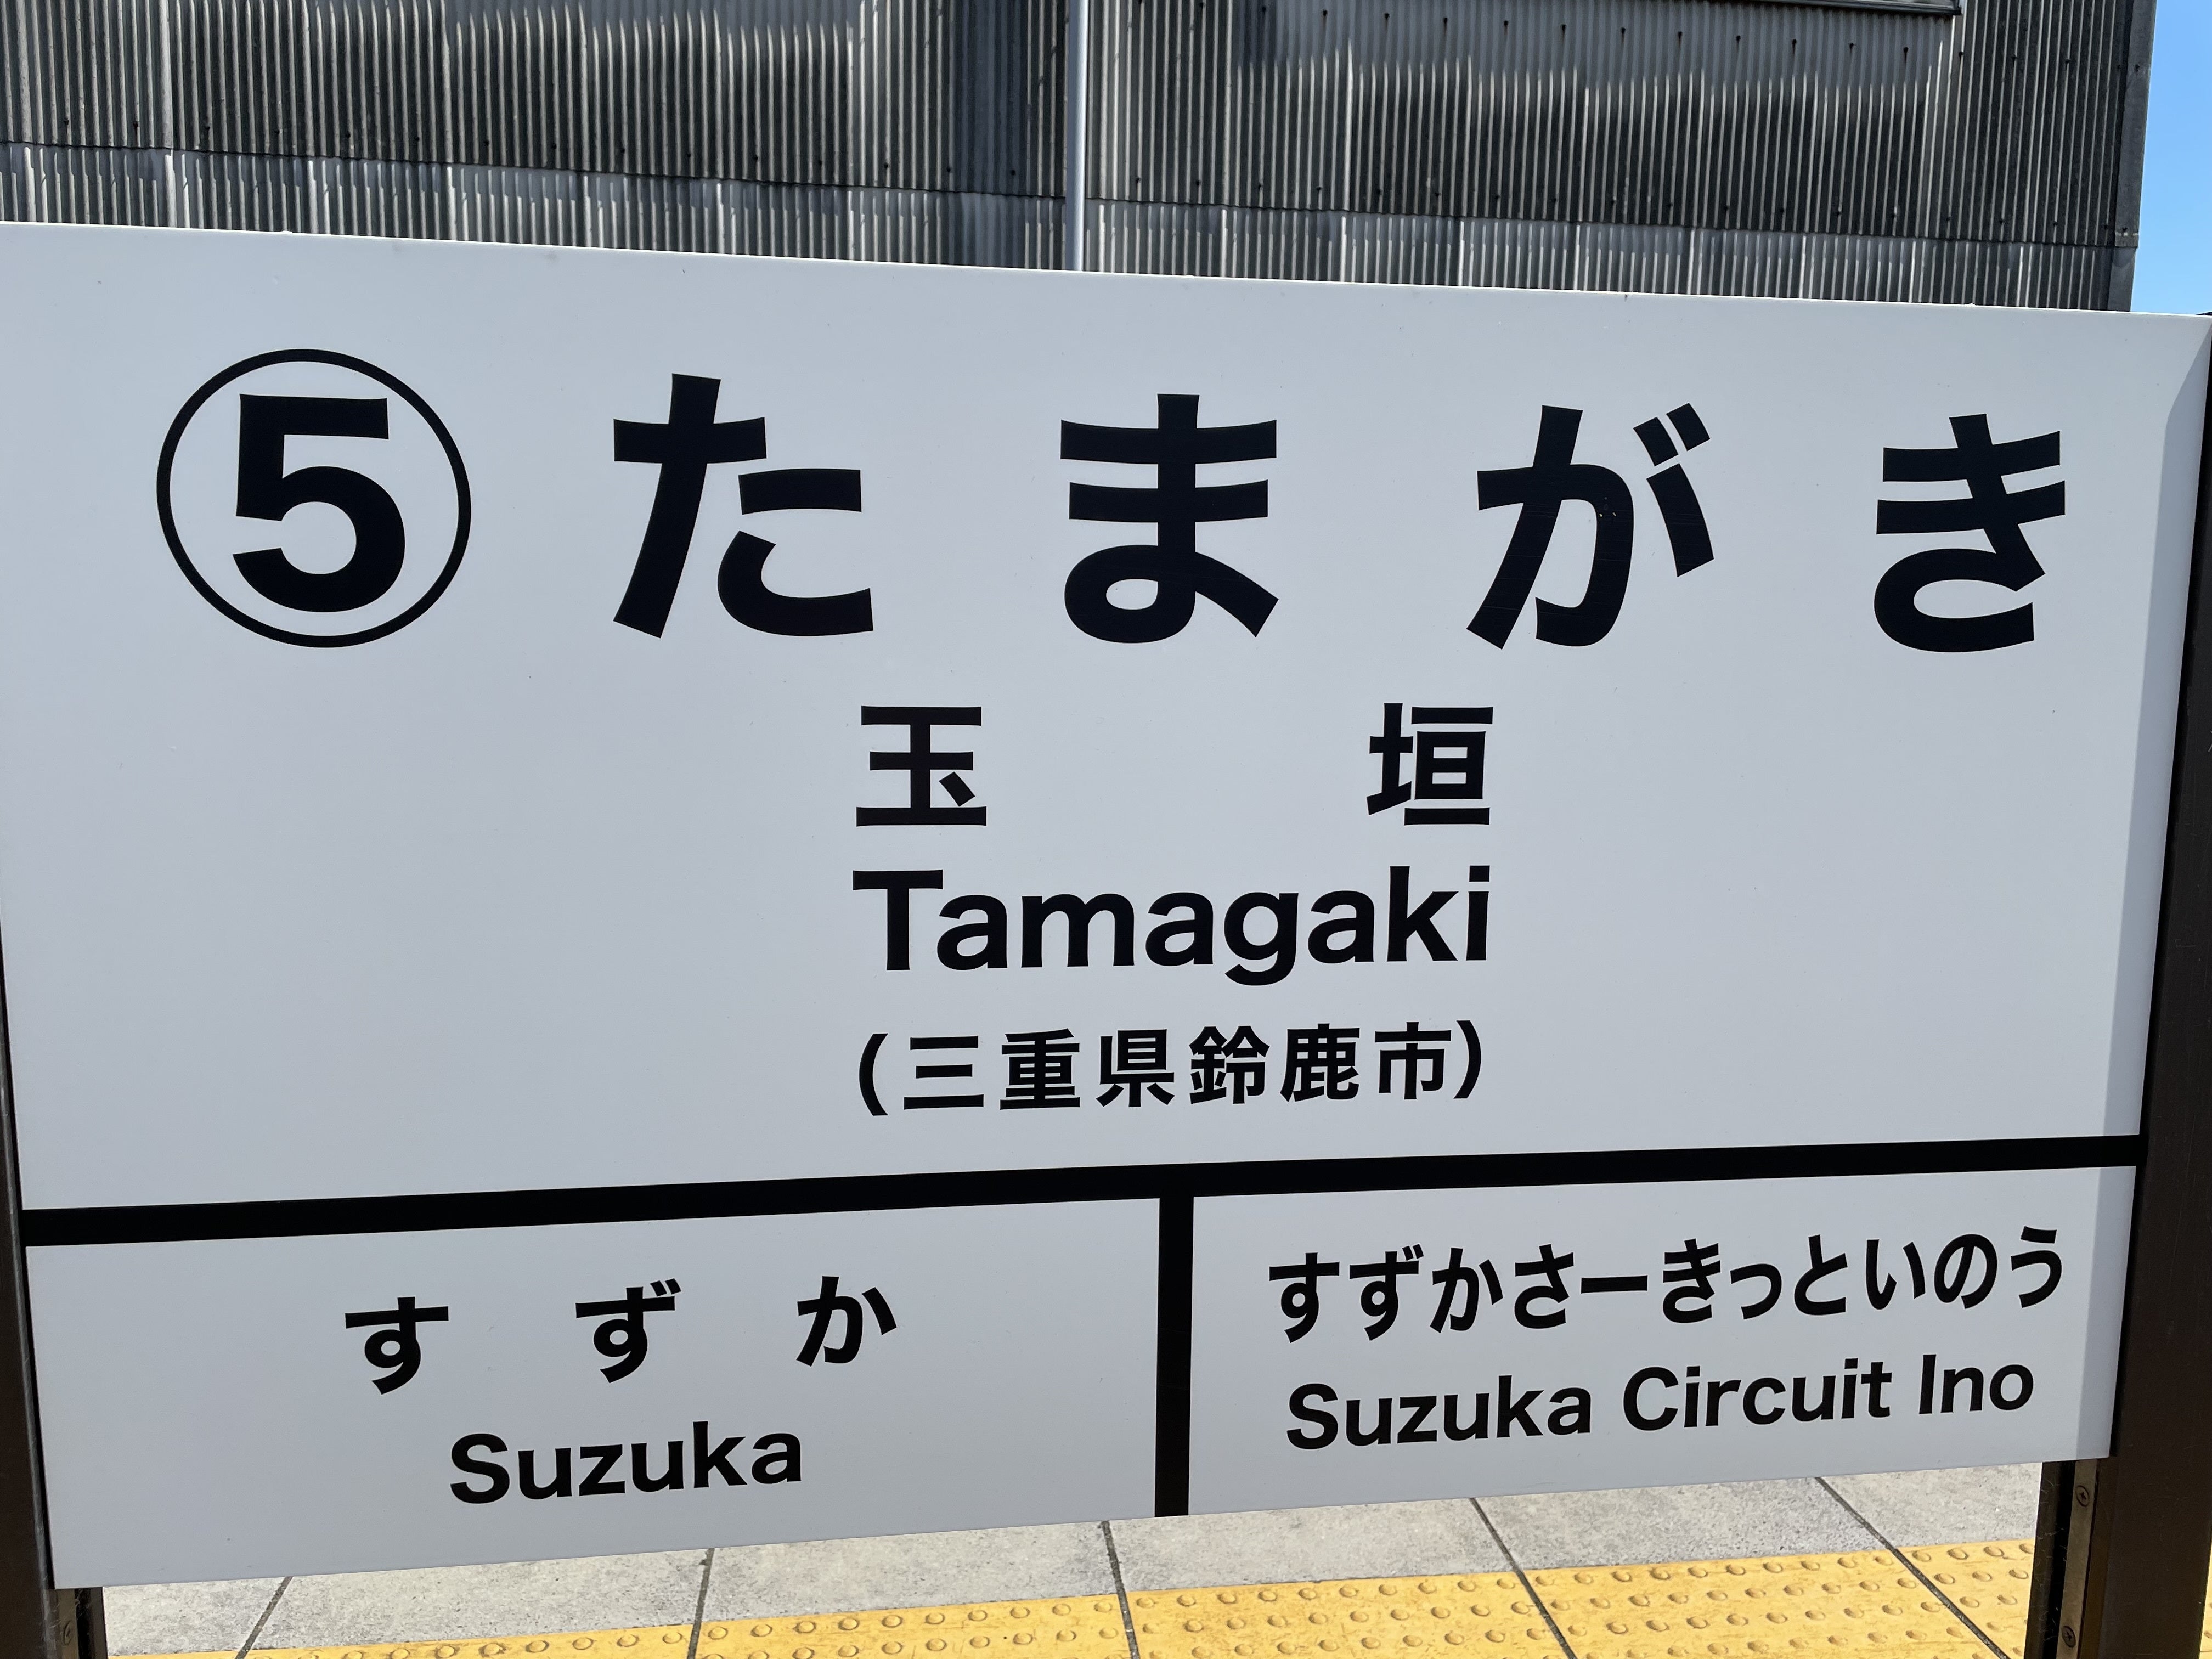 ⑤ たまがき
玉垣
Tamagaki
(三重県鈴鹿市)
すずか
Suzuka
すずかさーきっといのう
Suzuka Circuit Ino